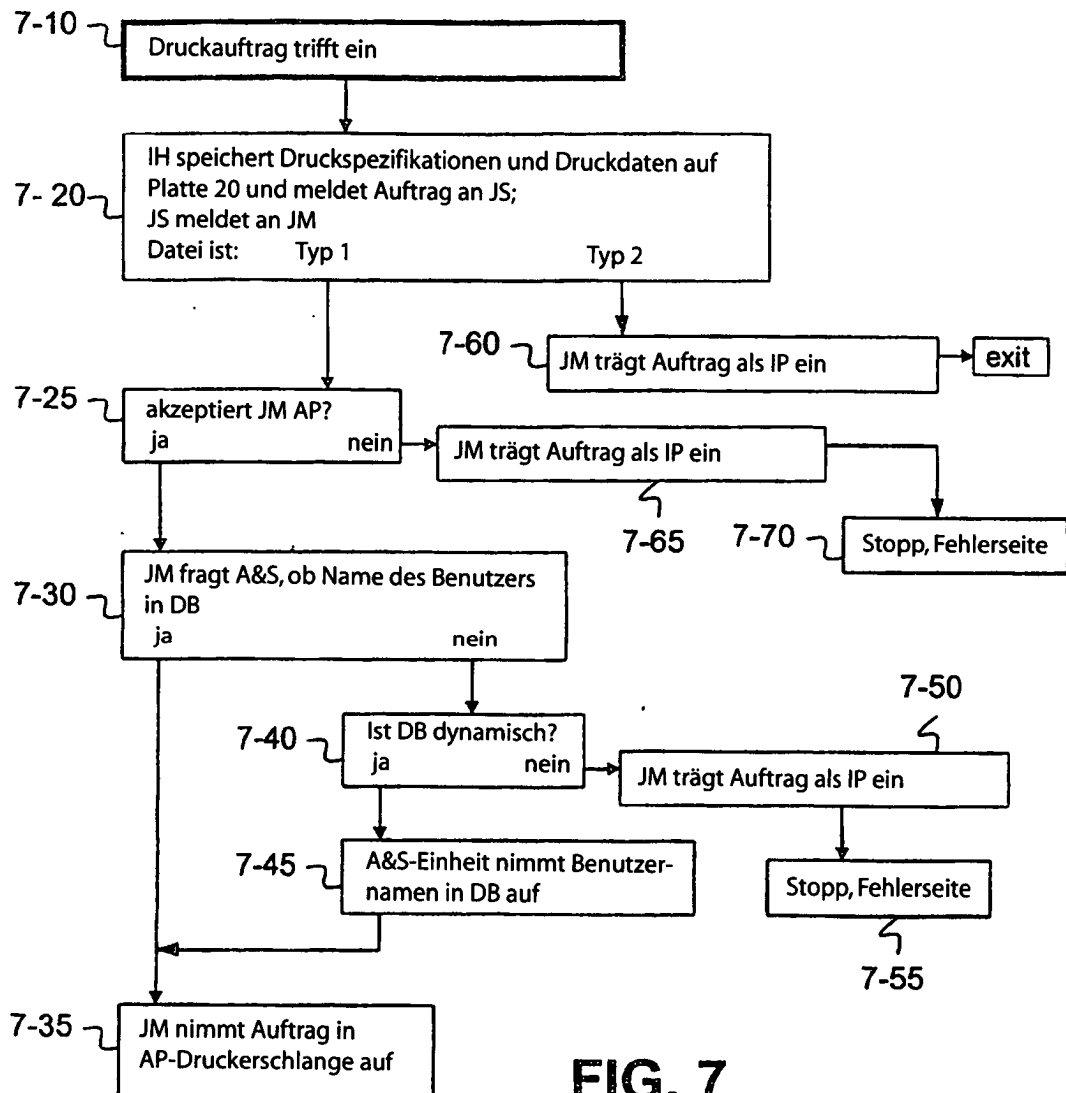 7-10
Druckauftrag trifft ein
7- 20
IH speichert Druckspezifikationen und Druckdaten auf
Platte 20 und meldet Auftrag an JS;
JS meldet an JM
Datei ist: Typ 1 Typ 2
7-60
JM trägt Auftrag als IP ein
exit
7-25
akzeptiert JM AP?
ja nein
JM trägt Auftrag als IP ein
7-65
7-70
Stopp, Fehlerseite
7-30
JM fragt A&S, ob Name des Benutzers
in DB
ja nein
7-50
7-40
Ist DB dynamisch?
ja nein
JM trägt Auftrag als IP ein
7-45
A&S-Einheit nimmt Benutzer-
namen in DB auf
Stopp, Fehlerseite
7-55
7-35
JM nimmt Auftrag in
AP-Druckerschlange auf
FIG. 7